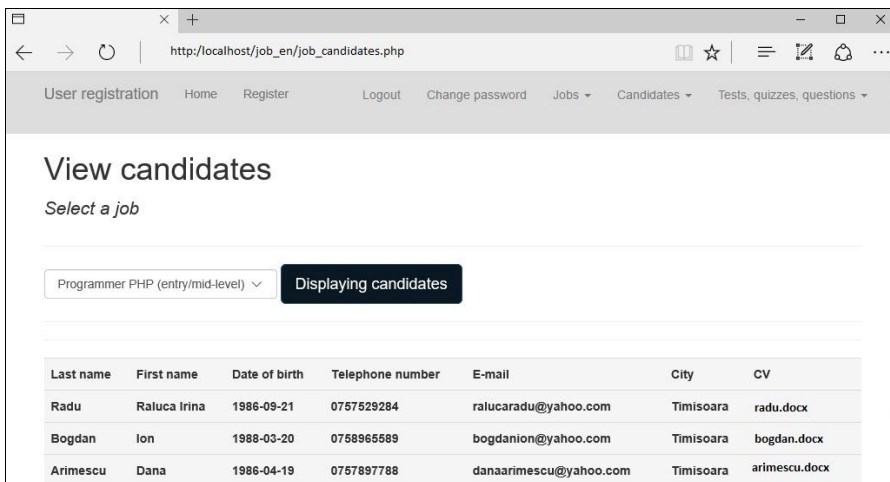 http:/localhost/job_en/job_candidates.php
User registration Home Register Logout Change password Jobs Candidates Tests, quizzes, questions
View candidates
Select a job
Programmer PHP (entry/mid-level) Displaying candidates
Last name First name Date of birth Telephone number E-mail City CV
Radu Raluca Irina 1986-09-21 0757529284 ralucaradu@yahoo.com Timisoara radu.docx
Bogdan Ion 1988-03-20 0758965589 bogdanion@yahoo.com Timisoara bogdan.docx
Arimescu Dana 1986-04-19 0757897788 danaarimescu@yahoo.com Timisoara arimescu.docx